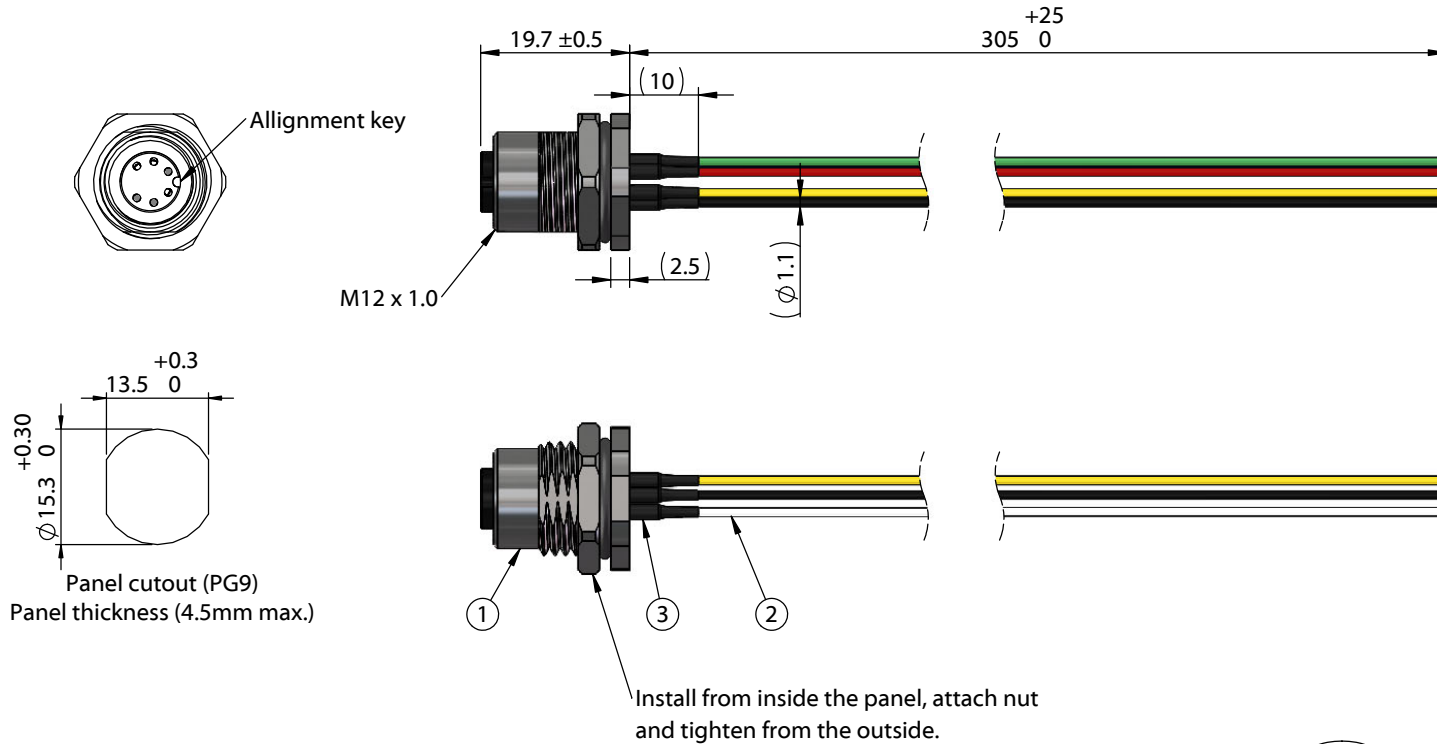 +25
19.7 ±0.5
305 0
(10)
Allignment key
(2.5)
(⌀1.1)
M12 x 1.0
+0.3
13.5 0
+0.30
⌀15.3 0
Panel cutout (PG9)
Panel thickness (4.5mm max.)
1
3
2
Install from inside the panel, attach nut
and tighten from the outside.